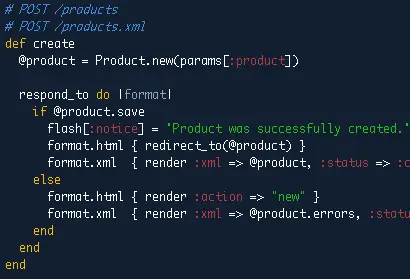 # POST /products
# POST /products.xml
def create
@product = Product.new(params[:product])
respond_to do |format|
if @product.save
flash[:notice] = 'Product was successfully created.'
format.html { redirect_to(@product) }
format.xml { render :xml => @product, :status => :c
else
format.html { render :action => "new" }
format.xml { render :xml => @product.errors, :statu
end
end
end